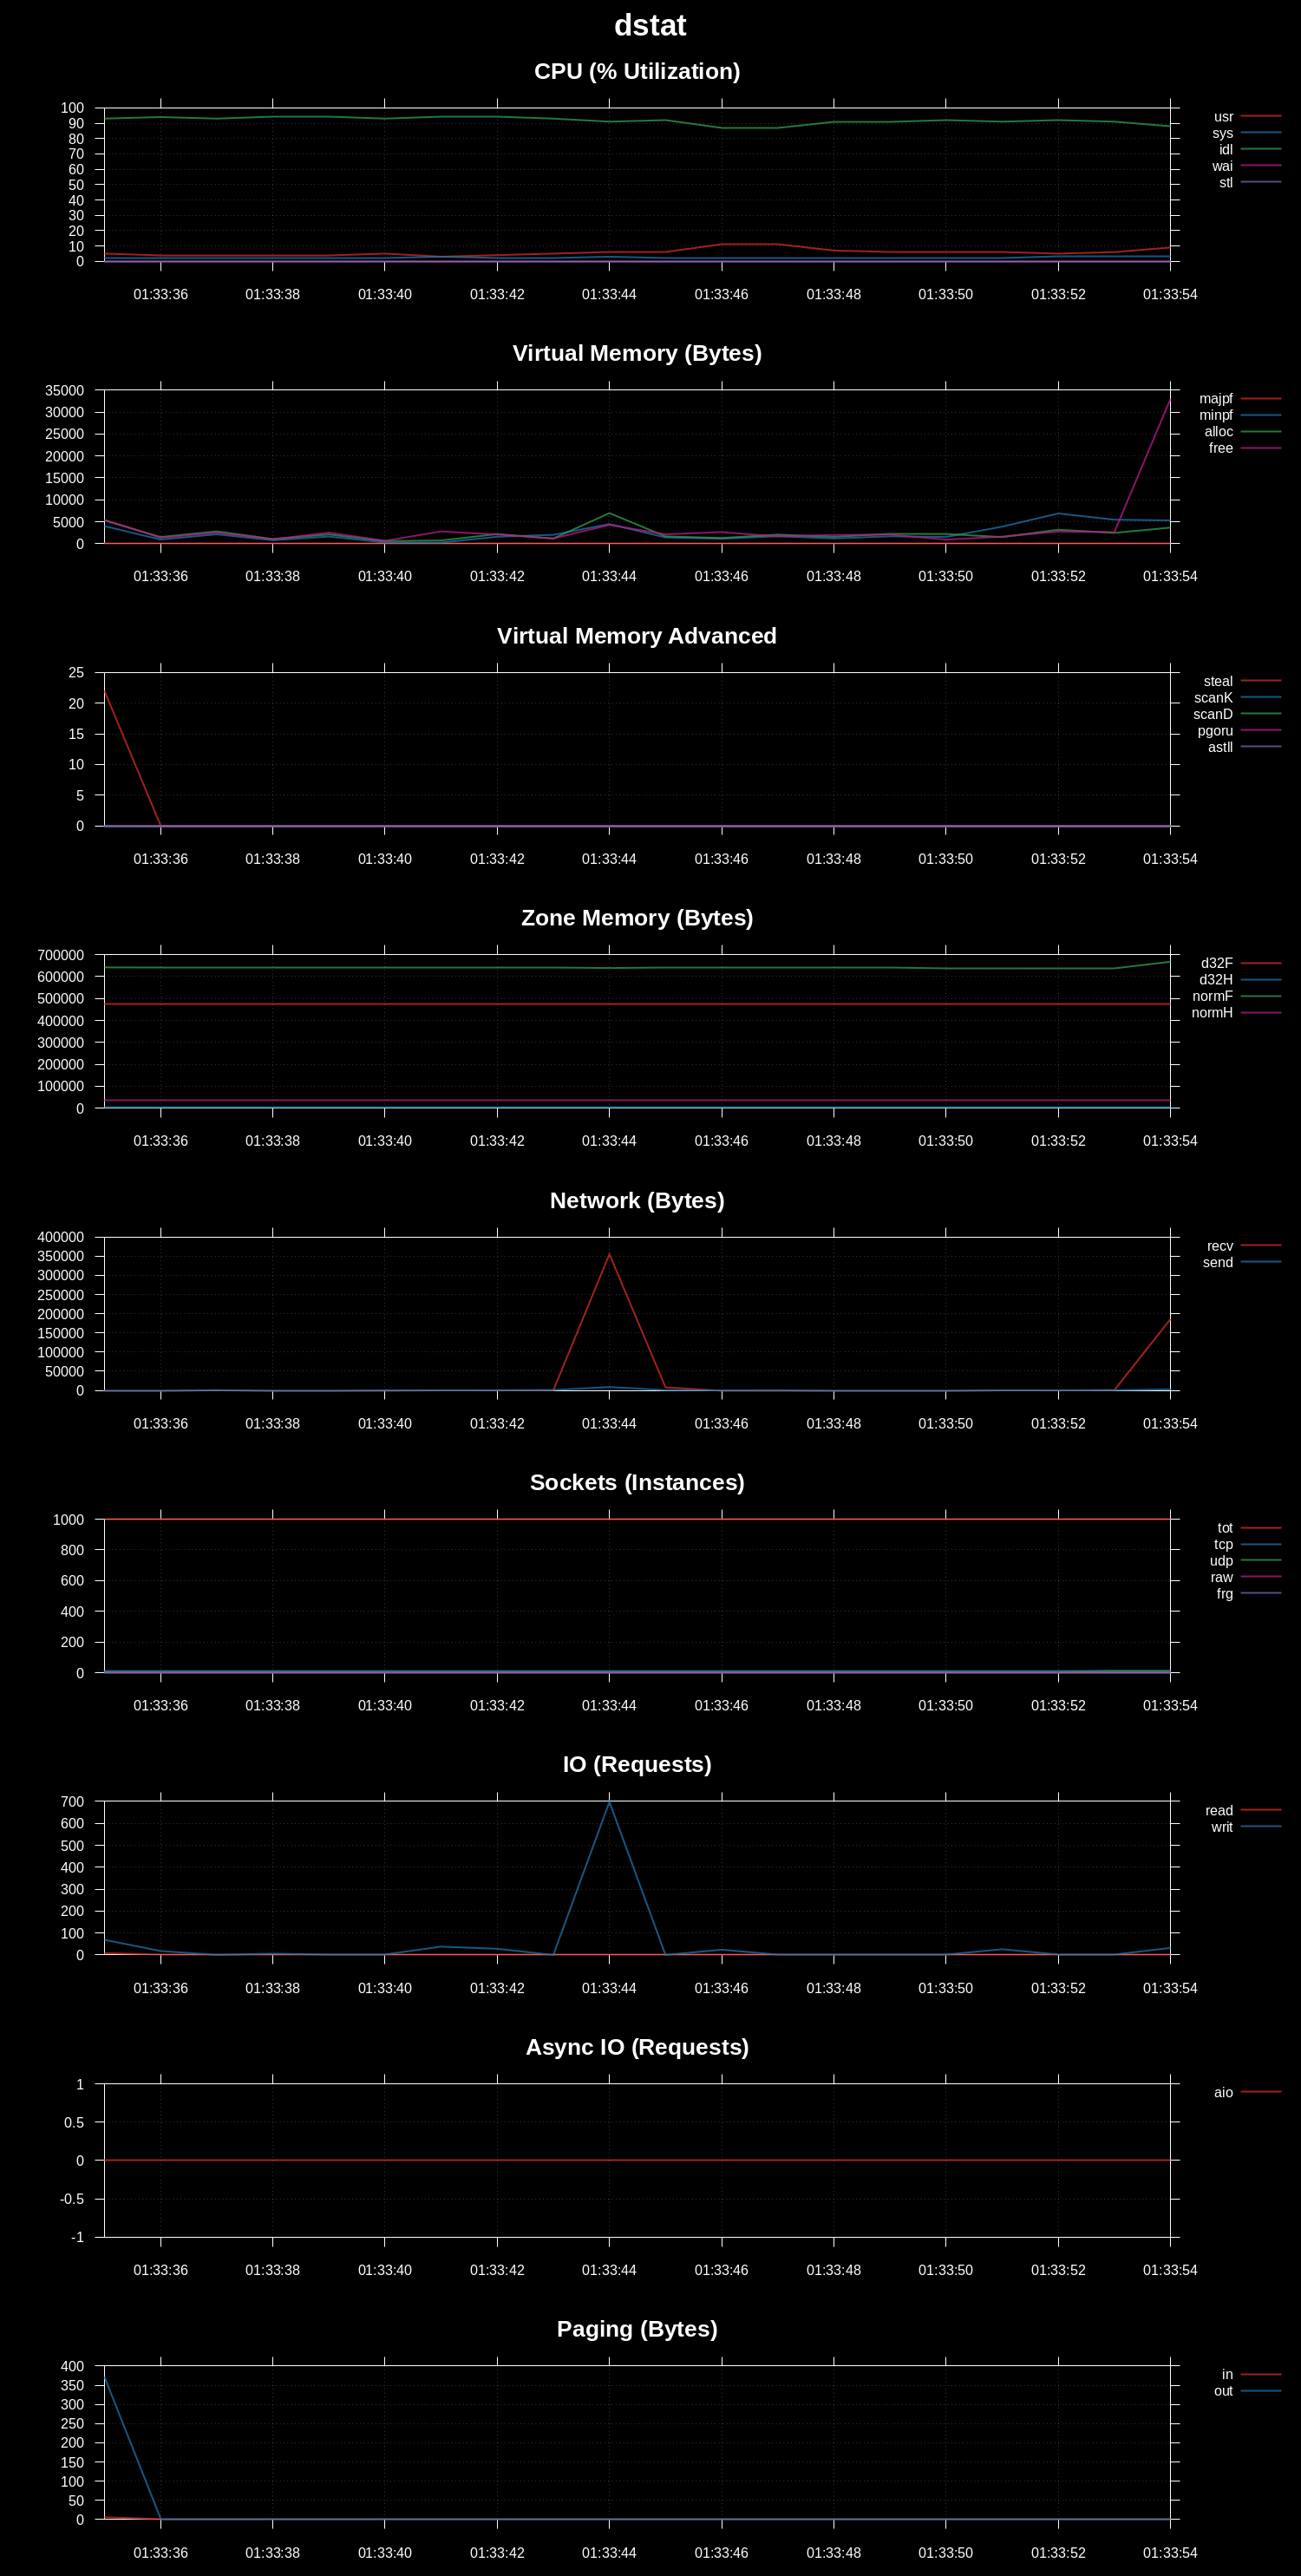 dstat
CPU (% Utilization)
100
90
80
70
60
50
40
30
20
10
0
usr
sys
idl
wai
stl
01:33:36 01:33:38 01:33:40 01:33:42 01:33:44 01:33:46 01:33:48 01:33:50 01:33:52 01:33:54
Virtual Memory (Bytes)
35000
30000
25000
20000
15000
10000
5000
0
majpf
minpf
alloc
free
01:33:36 01:33:38 01:33:40 01:33:42 01:33:44 01:33:46 01:33:48 01:33:50 01:33:52 01:33:54
Virtual Memory Advanced
25
20
15
10
5
0
steal
scanK
scanD
pgoru
astll
01:33:36 01:33:38 01:33:40 01:33:42 01:33:44 01:33:46 01:33:48 01:33:50 01:33:52 01:33:54
Zone Memory (Bytes)
700000
600000
500000
400000
300000
200000
100000
0
d32F
d32H
normF
normH
01:33:36 01:33:38 01:33:40 01:33:42 01:33:44 01:33:46 01:33:48 01:33:50 01:33:52 01:33:54
Network (Bytes)
400000
350000
300000
250000
200000
150000
100000
50000
0
recv
send
01:33:36 01:33:38 01:33:40 01:33:42 01:33:44 01:33:46 01:33:48 01:33:50 01:33:52 01:33:54
Sockets (Instances)
1000
800
600
400
200
0
tot
tcp
udp
raw
frg
01:33:36 01:33:38 01:33:40 01:33:42 01:33:44 01:33:46 01:33:48 01:33:50 01:33:52 01:33:54
IO (Requests)
700
600
500
400
300
200
100
0
read
writ
01:33:36 01:33:38 01:33:40 01:33:42 01:33:44 01:33:46 01:33:48 01:33:50 01:33:52 01:33:54
Async IO (Requests)
1
0.5
0
-0.5
-1
aio
01:33:36 01:33:38 01:33:40 01:33:42 01:33:44 01:33:46 01:33:48 01:33:50 01:33:52 01:33:54
Paging (Bytes)
400
350
300
250
200
150
100
50
0
in
out
01:33:36 01:33:38 01:33:40 01:33:42 01:33:44 01:33:46 01:33:48 01:33:50 01:33:52 01:33:54